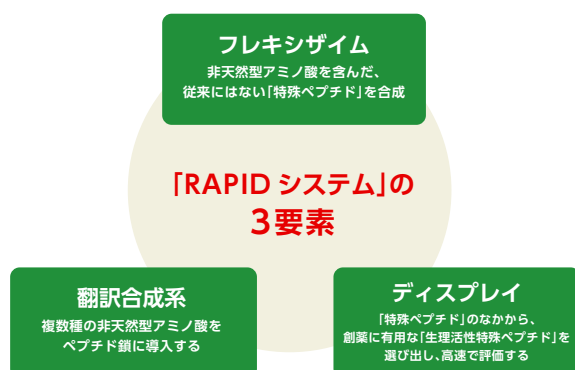 フレキシザイム
非天然型アミノ酸を含んだ、
従来にはない「特殊ペプチド」を合成
「RAPID システム」の
3要素
翻訳合成系
複数種の非天然型アミノ酸を
ペプチド鎖に導入する
ディスプレイ
「特殊ペプチド」のなかから、
創薬に有用な「生理活性特殊ペプチド」を
選び出し、高速で評価する